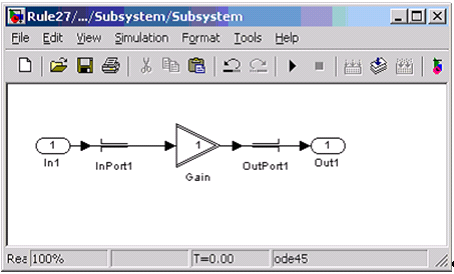 Rule27/.../Subsystem/Subsystem
File Edit View Simulation Format Tools Help
1 1 1
In1 InPort1 Gain OutPort1 Out1
Rea 100% T=0.00 ode45